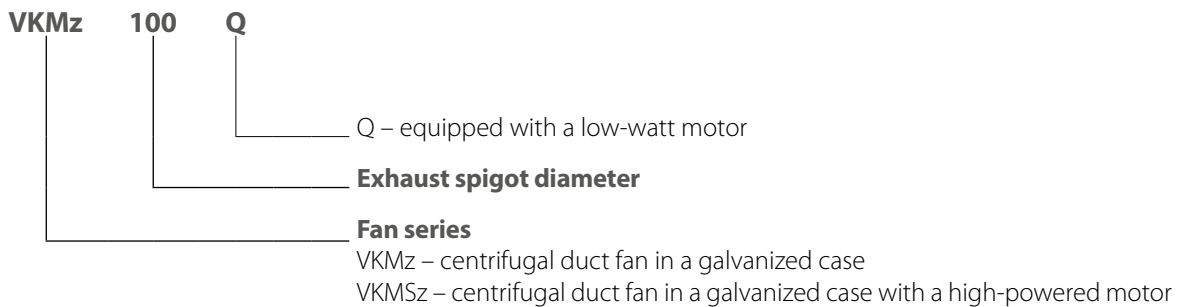 VKMz 100 Q
Q – equipped with a low-watt motor
Exhaust spigot diameter
Fan series
VKMz – centrifugal duct fan in a galvanized case
VKMSz – centrifugal duct fan in a galvanized case with a high-powered motor